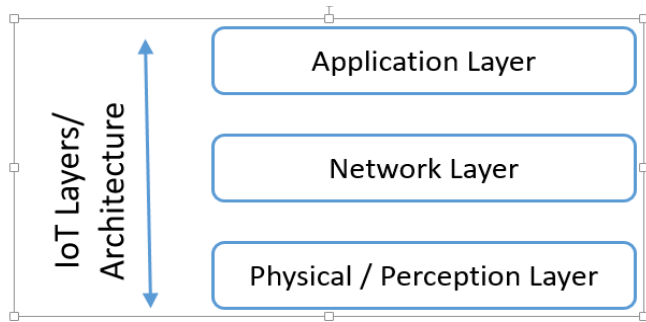 IoT Layers/
Architecture
Application Layer
Network Layer
Physical / Perception Layer